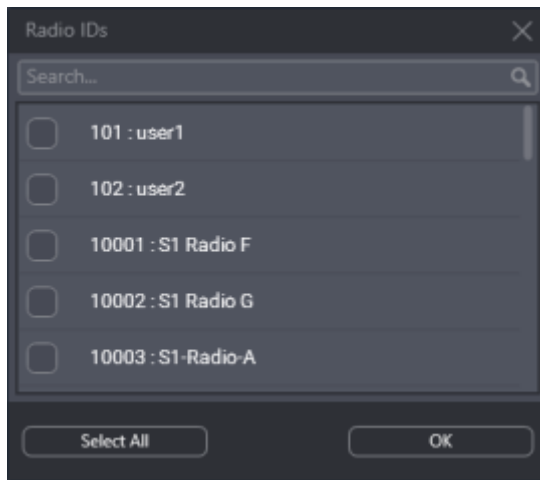 Radio IDs
Search...
101 : user1
102 : user2
10001 : S1 Radio F
10002 : S1 Radio G
10003 : S1-Radio-A
Select All
OK